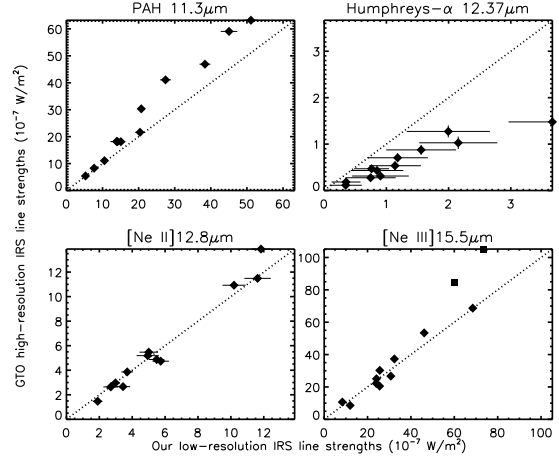 PAH 11.3μm
Humphreys-α 12.37μm
60
50
40
30
20
10
0
0 10 20 30 40 50 60
3
2
1
0
0 1 2 3
[Ne II]12.8μm
[Ne III]15.5μm
12
10
8
6
4
2
0
0 2 4 6 8 10 12
100
80
60
40
20
0
0 20 40 60 80 100
GTO high-resolution IRS line strengths (10⁻⁷ W/m²)
Our low-resolution IRS line strengths (10⁻⁷ W/m²)